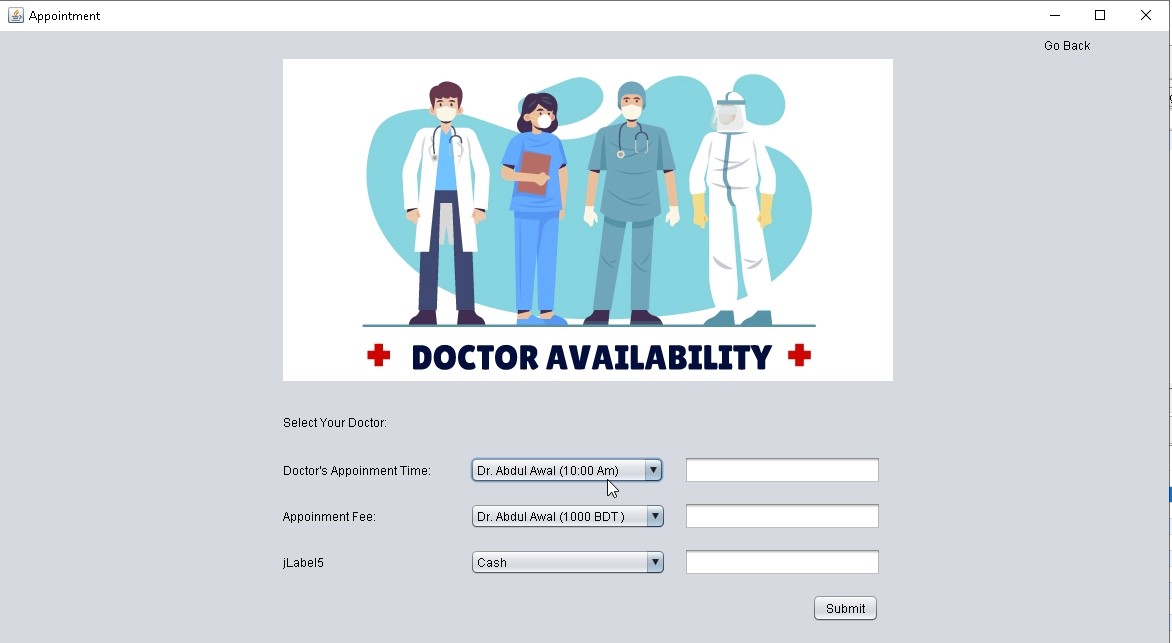 Appointment
Go Back
DOCTOR AVAILABILITY
Select Your Doctor:
Doctor's Appoinment Time: Dr. Abdul Awal (10:00 Am)
Appoinment Fee: Dr. Abdul Awal (1000 BDT )
jLabel5 Cash
Submit